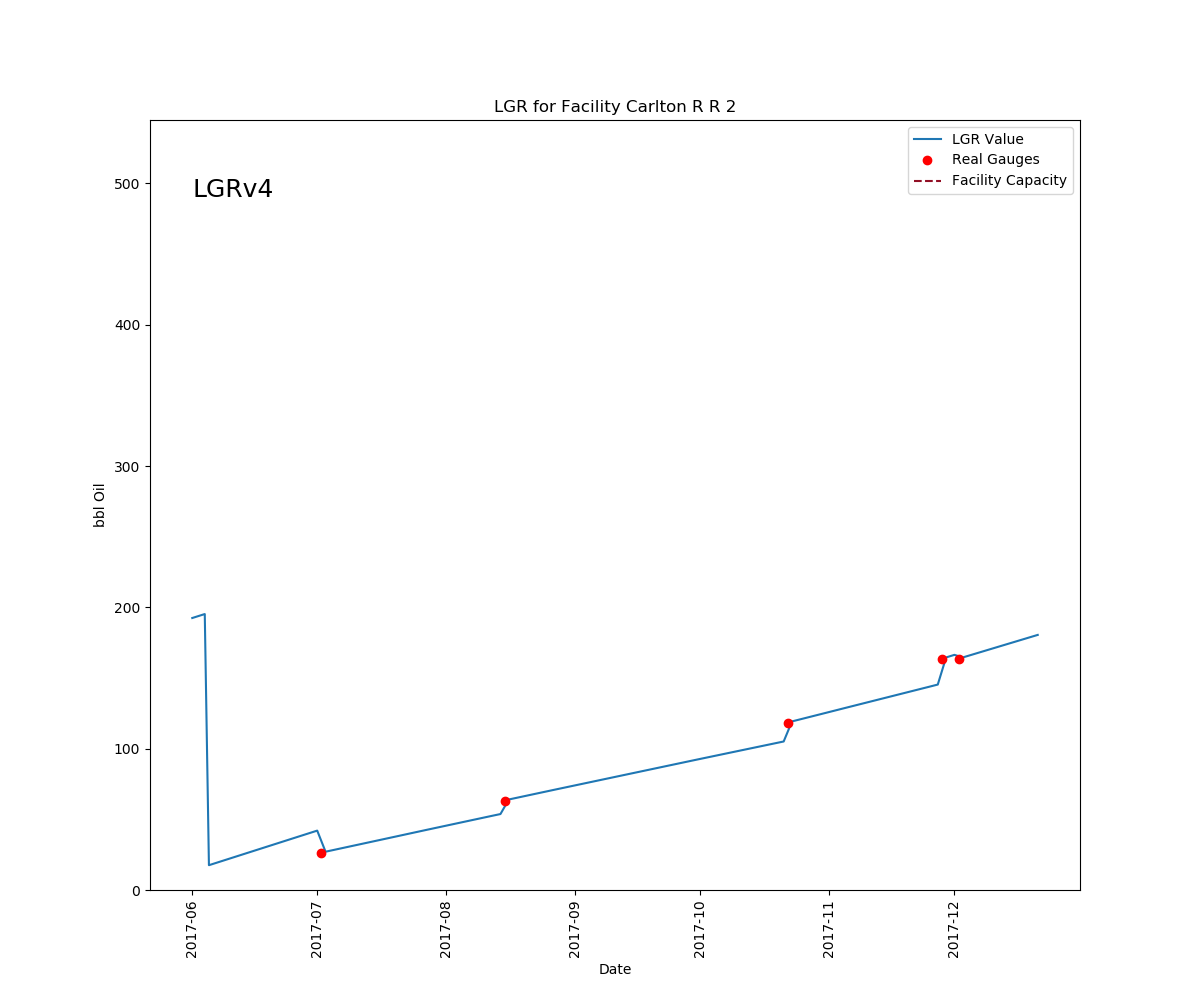 LGR for Facility Carlton R R 2
LGRv4
LGR Value
Real Gauges
Facility Capacity
500
400
300
200
100
0
bbl Oil
2017-06
2017-07
2017-08
2017-09
2017-10
2017-11
2017-12
Date